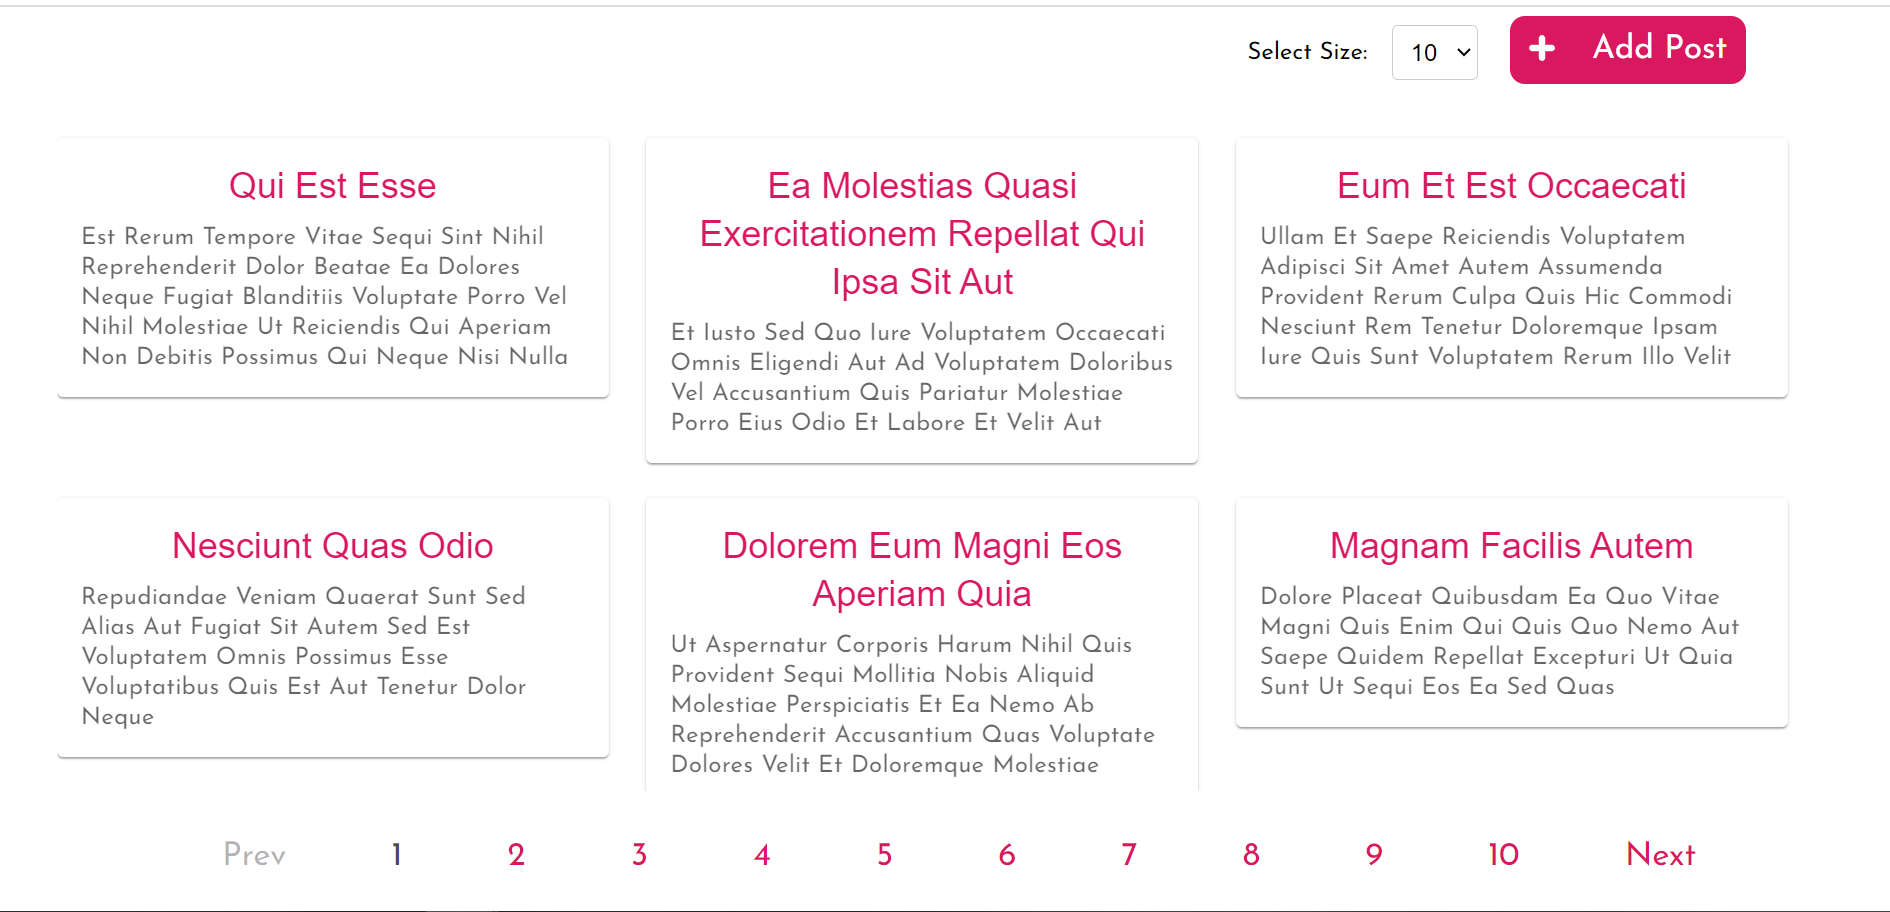 Select Size: 10 Add Post
Qui Est Esse
Est Rerum Tempore Vitae Sequi Sint Nihil
Reprehenderit Dolor Beatae Ea Dolores
Neque Fugiat Blanditiis Voluptate Porro Vel
Nihil Molestiae Ut Reiciendis Qui Aperiam
Non Debitis Possimus Qui Neque Nisi Nulla
Ea Molestias Quasi
Exercitationem Repellat Qui
Ipsa Sit Aut
Et Iusto Sed Quo Iure Voluptatem Occaecati
Omnis Eligendi Aut Ad Voluptatem Doloribus
Vel Accusantium Quis Pariatur Molestiae
Porro Eius Odio Et Labore Et Velit Aut
Eum Et Est Occaecati
Ullam Et Saepe Reiciendis Voluptatem
Adipisci Sit Amet Autem Assumenda
Provident Rerum Culpa Quis Hic Commodi
Nesciunt Rem Tenetur Doloremque Ipsam
Iure Quis Sunt Voluptatem Rerum Illo Velit
Nesciunt Quas Odio
Repudiandae Veniam Quaerat Sunt Sed
Alias Aut Fugiat Sit Autem Sed Est
Voluptatem Omnis Possimus Esse
Voluptatibus Quis Est Aut Tenetur Dolor
Neque
Dolorem Eum Magni Eos
Aperiam Quia
Ut Aspernatur Corporis Harum Nihil Quis
Provident Sequi Mollitia Nobis Aliquid
Molestiae Perspiciatis Et Ea Nemo Ab
Reprehenderit Accusantium Quas Voluptate
Dolores Velit Et Doloremque Molestiae
Magnam Facilis Autem
Dolore Placeat Quibusdam Ea Quo Vitae
Magni Quis Enim Qui Quis Quo Nemo Aut
Saepe Quidem Repellat Excepturi Ut Quia
Sunt Ut Sequi Eos Ea Sed Quas
Prev 1 2 3 4 5 6 7 8 9 10 Next